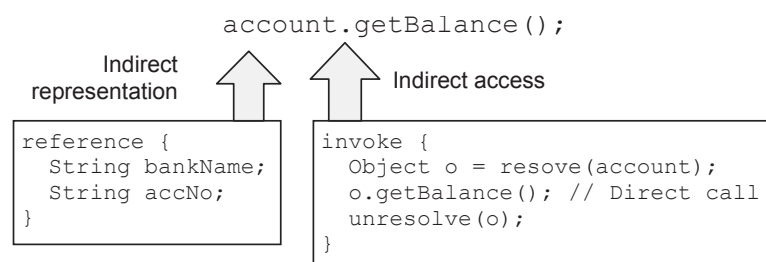 account.getBalance();
Indirect
representation
Indirect access
reference {
String bankName;
String accNo;
}
invoke {
Object o = resove(account);
o.getBalance(); // Direct call
unresolve(o);
}